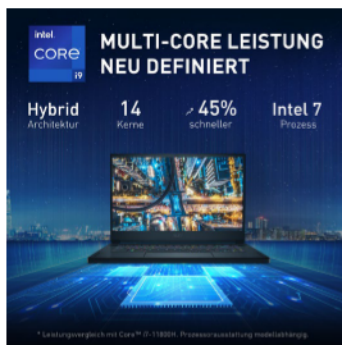 intel
CORE
i9
MULTI-CORE LEISTUNG
NEU DEFINIERT
Hybrid
Architektur
14
Kerne
45%
schneller
Intel 7
Prozess
* Leistungsvergleich mit Core™ i7-11800H. Prozessorausstattung modellabhängig